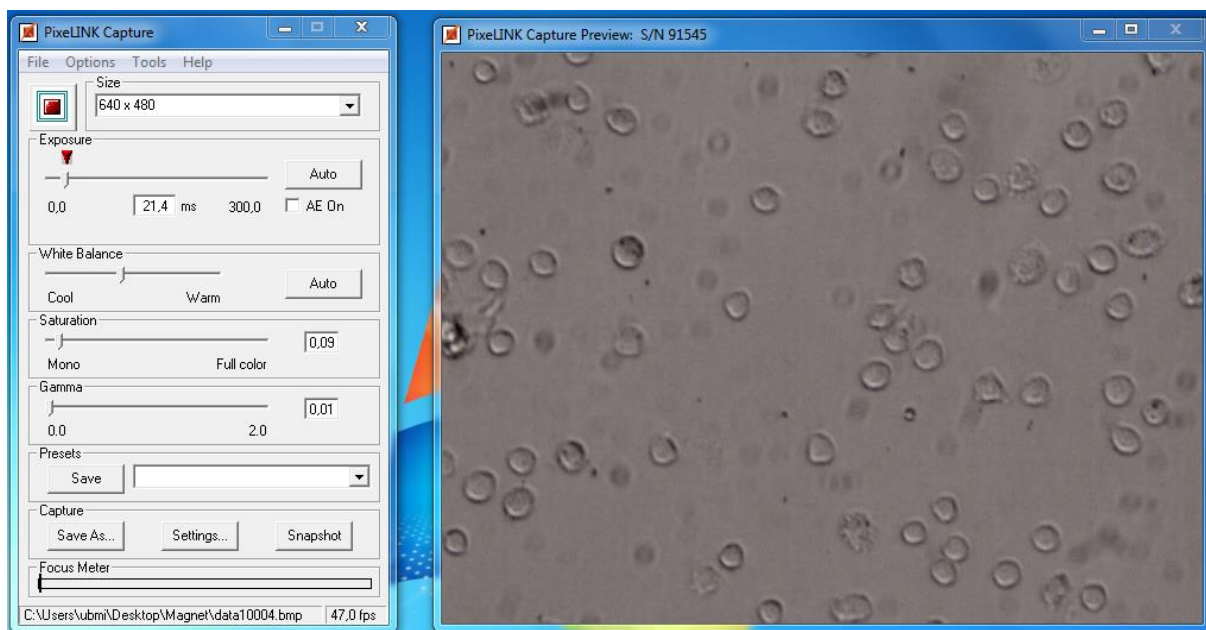 PixeLINK Capture
File Options Tools Help
Size
640 x 480
Exposure
Auto
0,0 21,4 ms 300,0 AE On
White Balance
Auto
Cool Warm
Saturation
0,09
Mono Full color
Gamma
0,01
0.0 2.0
Presets
Save
Capture
Save As... Settings... Snapshot
Focus Meter
C:\Users\ubmi\Desktop\Magnet\data10004.bmp 47,0 fps
PixeLINK Capture Preview: S/N 91545